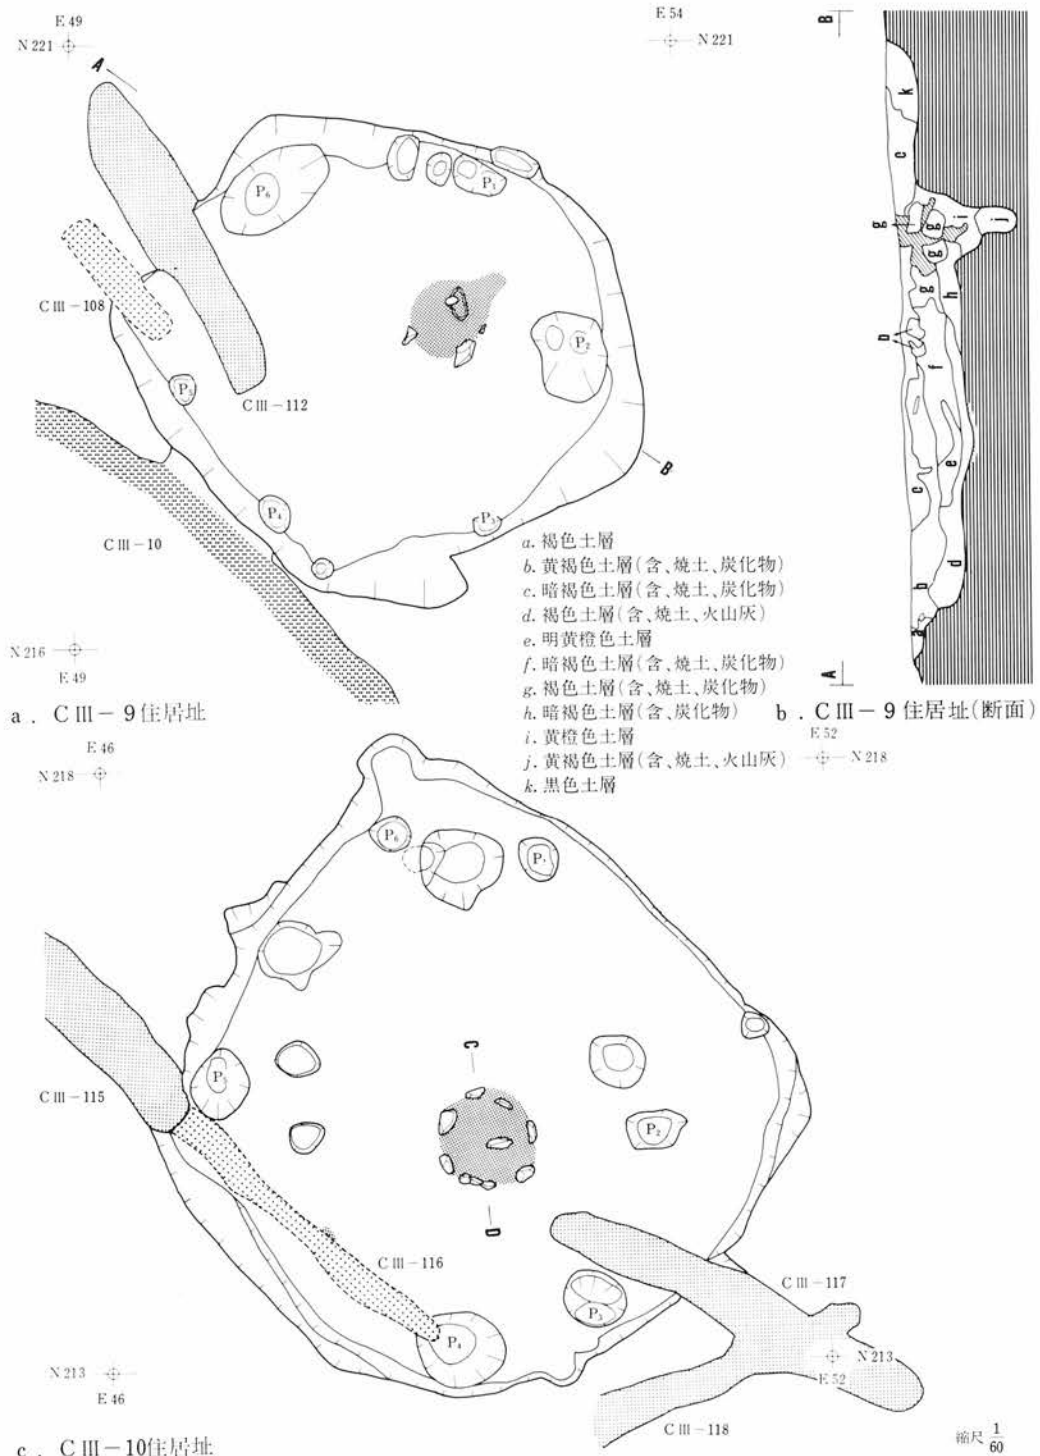 E 49
N 221
E 54
N 221
A
P₆
P₁
C Ⅲ－108
P₂
P₅
C Ⅲ－112
B
P₄
P₃
C Ⅲ－10
N 216
E 49
a . C Ⅲ－9 住居址
B
k
c
g
g
i
j
g
g
h
n
f
c
e
d
b
a
A
b . C Ⅲ－9 住居址(断面)
a. 褐色土層
b. 黄褐色土層(含、焼土、炭化物)
c. 暗褐色土層(含、焼土、炭化物)
d. 褐色土層(含、焼土、火山灰)
e. 明黄橙色土層
f. 暗褐色土層(含、焼土、炭化物)
g. 褐色土層(含、焼土、炭化物)
h. 暗褐色土層(含、炭化物)
i. 黄橙色土層
j. 黄褐色土層(含、焼土、火山灰)
k. 黒色土層
E 46
N 218
E 52
N 218
P₆
P₁
P₅
C Ⅲ－115
C
P₂
D
C Ⅲ－116
C Ⅲ－117
P₃
P₄
N 213
E 46
N 213
E 52
C Ⅲ－118
c . C Ⅲ－10住居址
縮尺 1/60